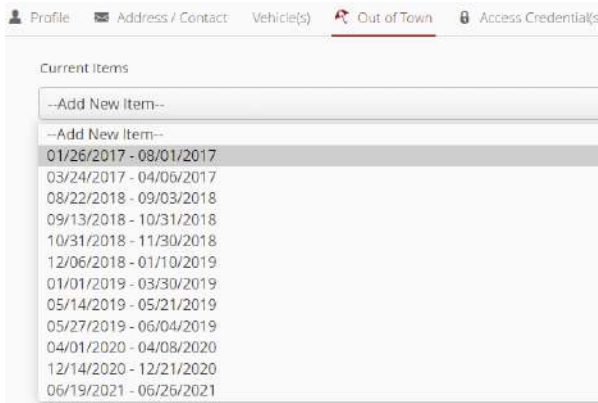 Profile Address / Contact Vehicle(s) Out of Town Access Credential(s
Current Items
--Add New Item--
--Add New Item--
01/26/2017 - 08/01/2017
03/24/2017 - 04/06/2017
08/22/2018 - 09/03/2018
09/13/2018 - 10/31/2018
10/31/2018 - 11/30/2018
12/06/2018 - 01/10/2019
01/01/2019 - 03/30/2019
05/14/2019 - 05/21/2019
05/27/2019 - 06/04/2019
04/01/2020 - 04/08/2020
12/14/2020 - 12/21/2020
06/19/2021 - 06/26/2021